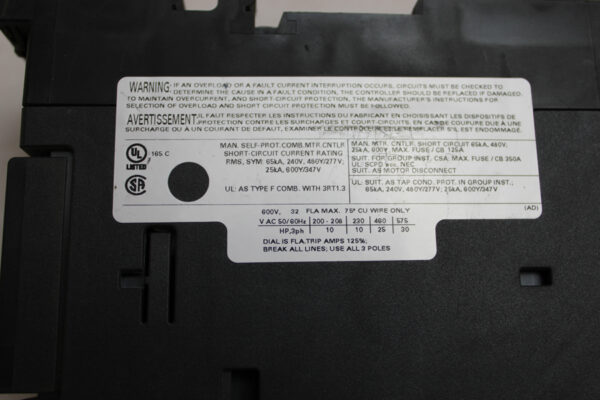 WARNING: IF AN OVERLOAD OR A FAULT CURRENT INTERRUPTION OCCURS, CIRCUITS MUST BE CHECKED TO
DETERMINE THE CAUSE IN A FAULT CONDITION, THE CONTROLLER SHOULD BE REPLACED IF DAMAGED.
TO MAINTAIN OVERCURRENT, AND SHORT-CIRCUIT PROTECTION, THE MANUFACTURER'S INSTRUCTIONS FOR
SELECTION OF OVERLOAD AND SHORT CIRCUIT PROTECTION MUST BE FOLLOWED.
AVERTISSEMENT: IL FAUT RESPECTER LES INSTRUCTIONS DU FABRICANT EN CHOISISSANT LES DISPOSITIFS DE
PROTECTION CONTRE LES SURCHARGES ET COURT-CIRCUITS EN CAS DE COUPURE DUE A UNE
SURCHARGE OU À UN COURANT DE DÉFAUT, EXAMINER LE CONTROLEUR ET LE REMPLACER S'IL EST ENDOMMAGE.
UL LISTED 165 C
SA
MAN. SELF-PROT.COMB.MTR.CNTLR
SHORT-CIRCUIT CURRENT RATING
RMS, SYM: 65kA, 240V, 480Y/277V,
25kA, 600Y/347V
UL: AS TYPE F COMB. WITH 3RT1.3
MAN. MTR. CNTLR. SHORT CIRCUIT 65kA, 480V,
25kA, 600V, MAX. FUSE / CB 125A
SUIT. FOR GROUP INST. CSA: MAX. FUSE / CB 350A
UL: SCPD NEC
SUIT. AS MOTOR DISCONNECT
UL: SUIT. AS TAP COND. PROT. IN GROUP INST.:
65kA, 240V, 480Y/277V, 25kA, 600Y/347V
600V, 32 FLA MAX. 75° CU WIRE ONLY
(AD)
V AC 50/60Hz 200-208 230 460 575
HP,3ph 10 10 25 30
DIAL IS FLA.TRIP AMPS 125%;
BREAK ALL LINES; USE ALL 3 POLES